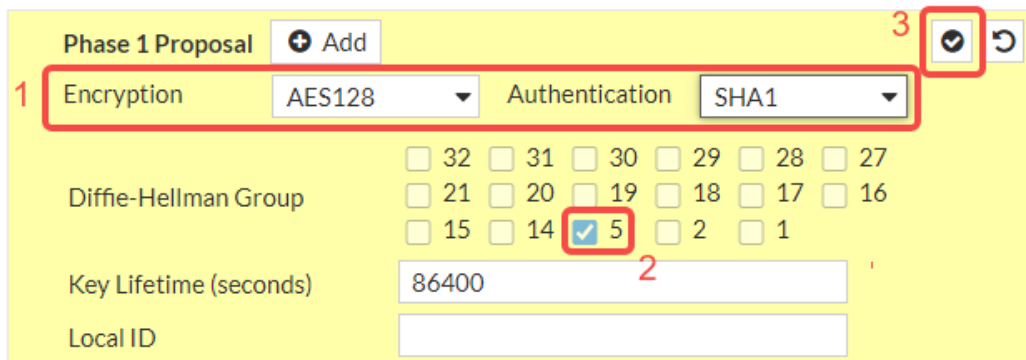 3
Phase 1 Proposal Add
1 Encryption AES128 Authentication SHA1
32 31 30 29 28 27
Diffie-Hellman Group 21 20 19 18 17 16
15 14 5 2 1
2
Key Lifetime (seconds) 86400
Local ID